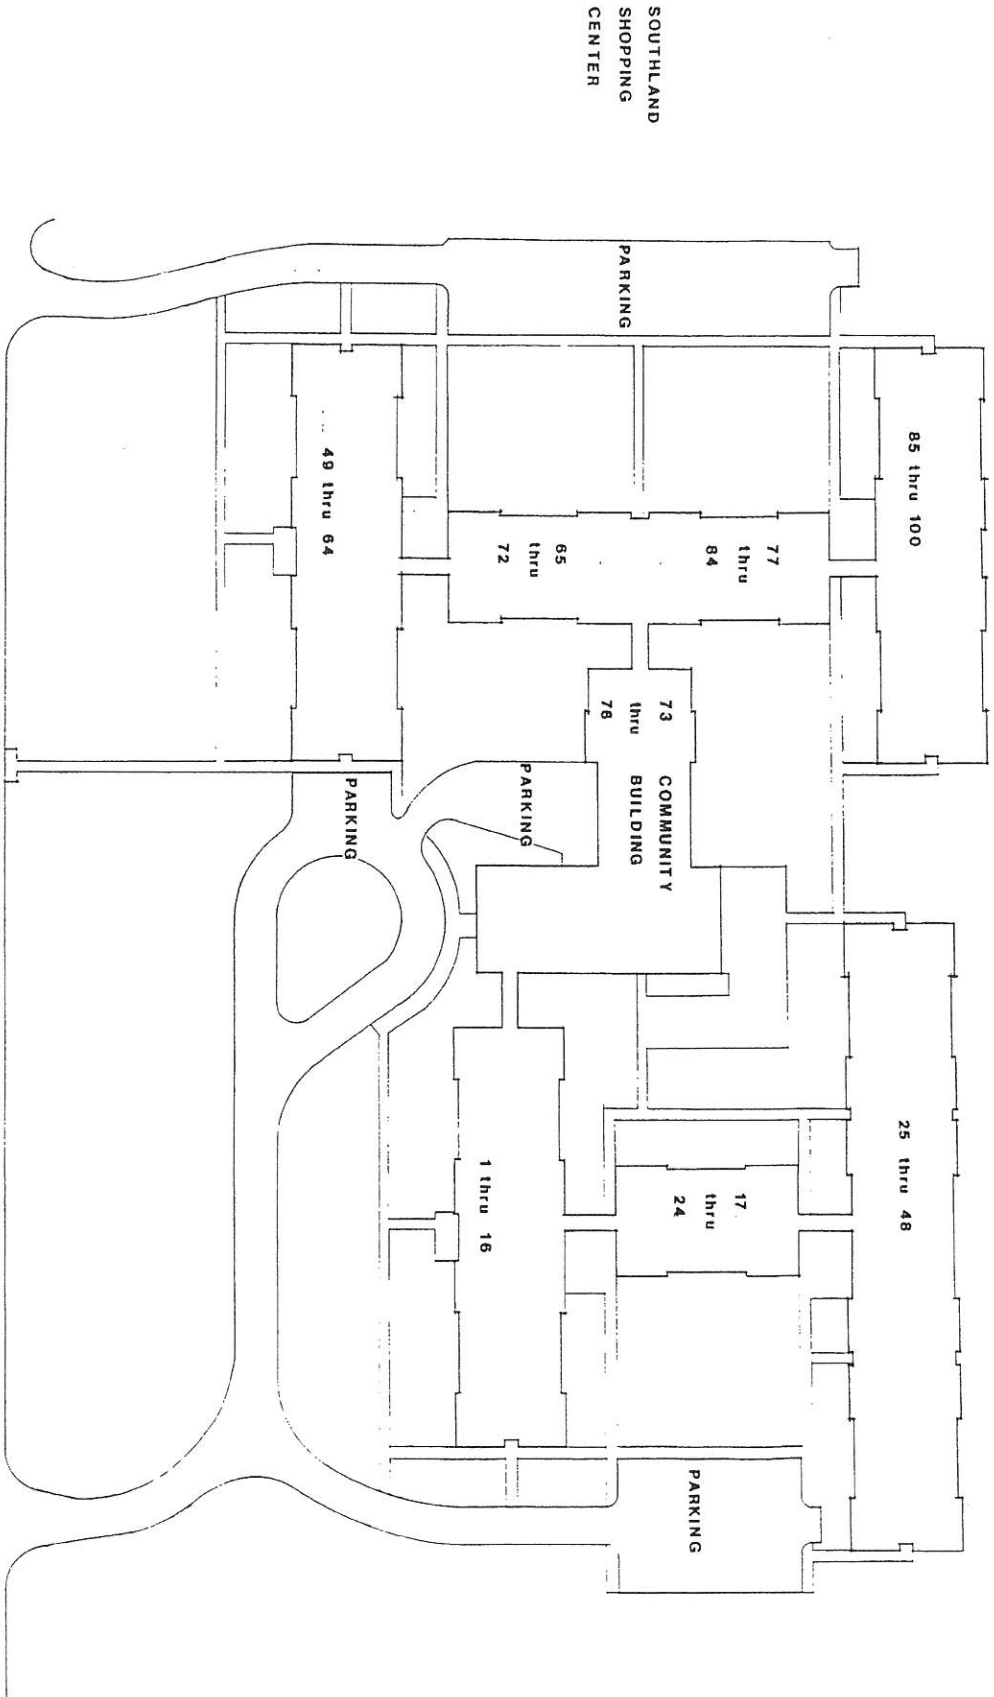 SOUTHLAND
SHOPPING
CENTER
PARKING
85 thru 100
77
thru
84
65
thru
72
49 thru 64
73
thru
76
COMMUNITY
BUILDING
PARKING
PARKING
25 thru 48
17
thru
24
1 thru 16
PARKING